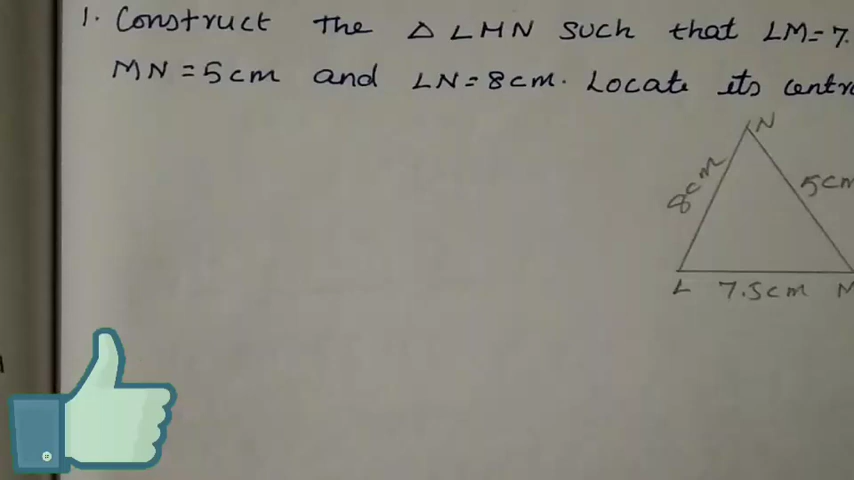 1. Construct the △ LMN such that LM=7.
MN = 5cm and LN = 8cm. Locate its centr
N
8cm
5cm
L 7.5cm M